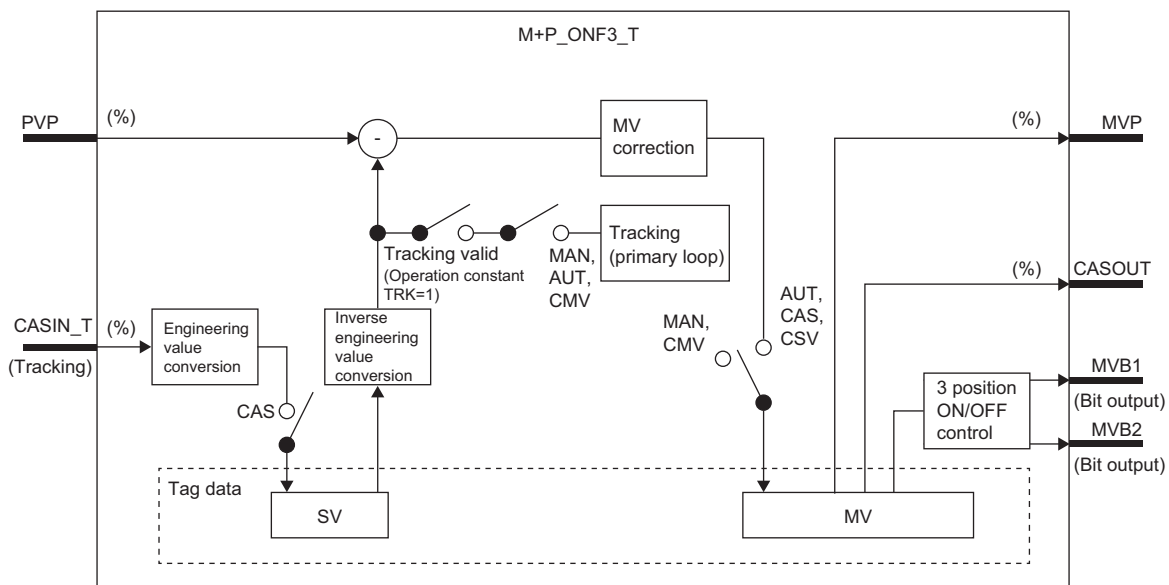 M+P_ONF3_T
PVP
(%)
-
MV
correction
(%)
MVP
Tracking valid
(Operation constant
TRK=1)
MAN,
AUT,
CMV
Tracking
(primary loop)
(%)
CASOUT
CASIN_T
(%)
(Tracking)
Engineering
value
conversion
CAS
Inverse
engineering
value
conversion
MAN,
CMV
AUT,
CAS,
CSV
3 position
ON/OFF
control
MVB1
(Bit output)
MVB2
(Bit output)
Tag data
SV
MV